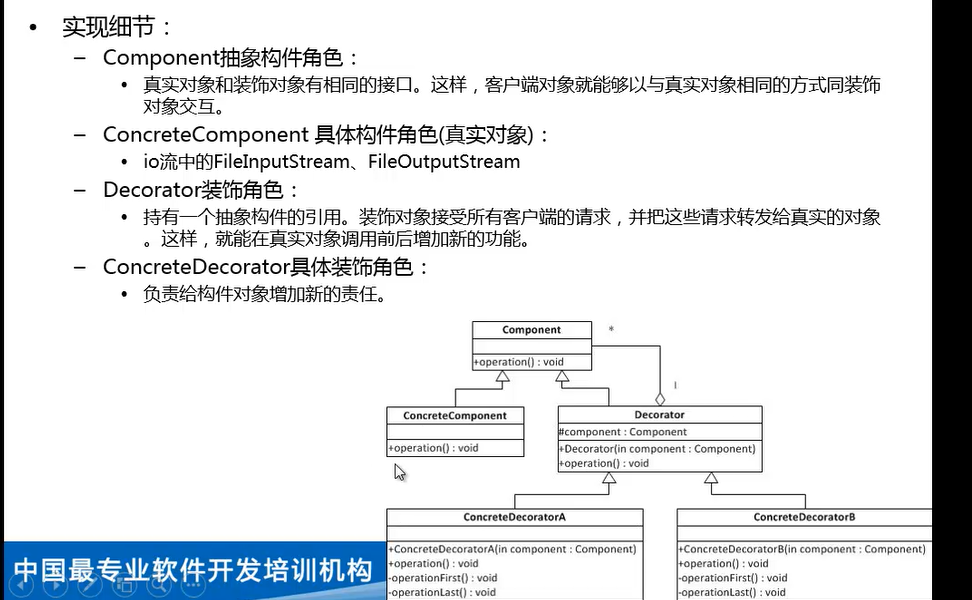 • 实现细节：
– Component抽象构件角色：
• 真实对象和装饰对象有相同的接口。这样，客户端对象就能够以与真实对象相同的方式同装饰
对象交互。
– ConcreteComponent 具体构件角色(真实对象)：
• io流中的FileInputStream、FileOutputStream
– Decorator装饰角色：
• 持有一个抽象构件的引用。装饰对象接受所有客户端的请求，并把这些请求转发给真实的对象
。这样，就能在真实对象调用前后增加新的功能。
– ConcreteDecorator具体装饰角色：
• 负责给构件对象增加新的责任。
Component
*
+operation() : void
1
ConcreteComponent
+operation() : void
Decorator
#component : Component
+Decorator(in component : Component)
+operation() : void
ConcreteDecoratorA
+ConcreteDecoratorA(in component : Component)
+operation() : void
-operationFirst() : void
-operationLast() : void
ConcreteDecoratorB
+ConcreteDecoratorB(in component : Component)
+operation() : void
-operationFirst() : void
-operationLast() : void
中国最专业软件开发培训机构